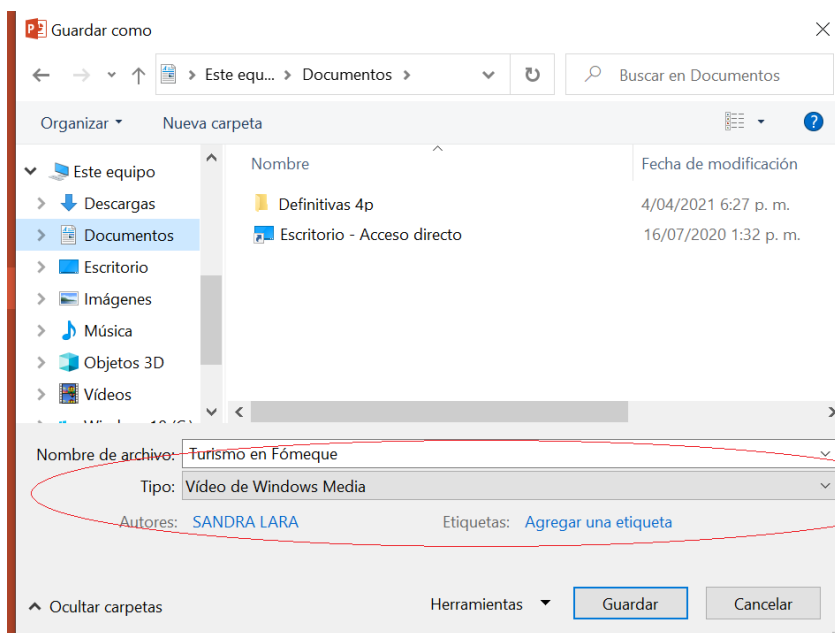 Guardar como
Este equ... > Documentos >
Buscar en Documentos
Organizar
Nueva carpeta
Nombre
Fecha de modificación
Este equipo
Descargas
Documentos
Escritorio
Imágenes
Música
Objetos 3D
Vídeos
Definitivas 4p 4/04/2021 6:27 p. m.
Escritorio - Acceso directo 16/07/2020 1:32 p. m.
Nombre de archivo: Turismo en Fómeque
Tipo: Vídeo de Windows Media
Autores: SANDRA LARA Etiquetas: Agregar una etiqueta
Ocultar carpetas
Herramientas
Guardar
Cancelar